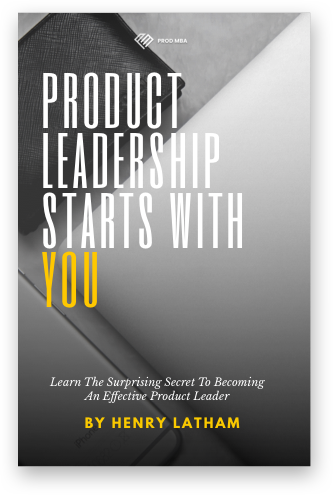 PROD MBA
PRODUCT
LEADERSHIP
STARTS WITH
YOU
Learn The Surprising Secret To Becoming
An Effective Product Leader
BY HENRY LATHAM